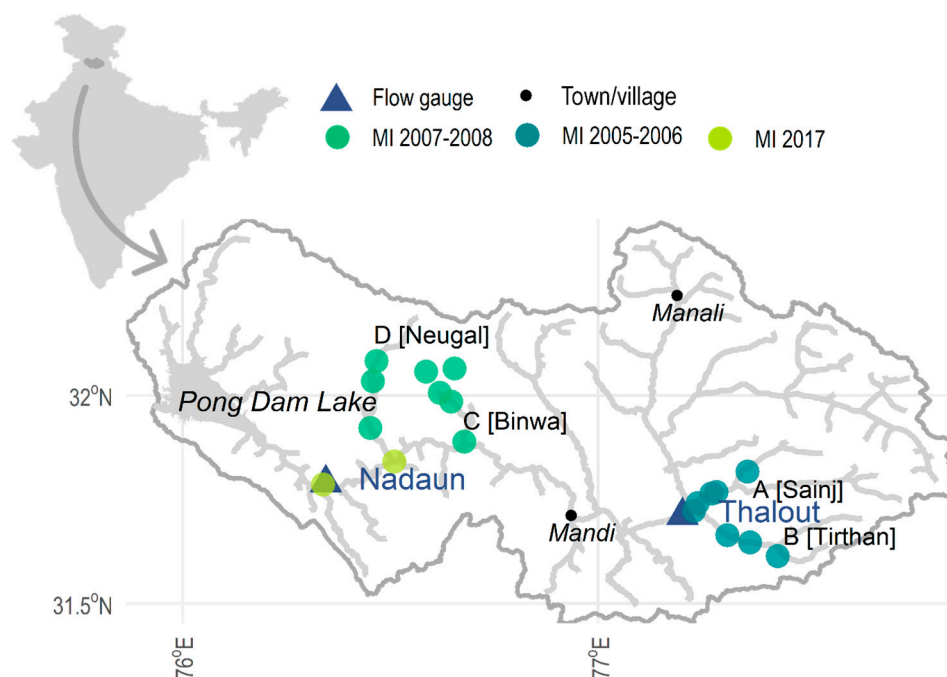 Flow gauge
Town/village
MI 2007-2008
MI 2005-2006
MI 2017
Manali
D [Neugal]
32°N
Pong Dam Lake
C [Binwa]
Nadaun
A [Sainj]
Thalout
Mandi
B [Tirthan]
31.5°N
76°E
77°E